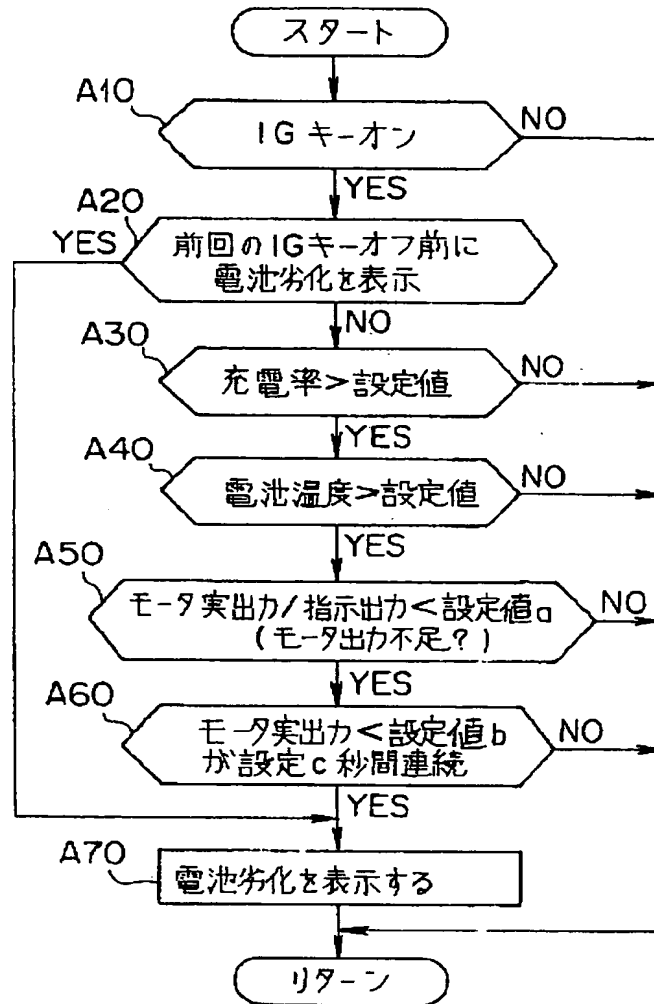 スタート
A10
IGキーオン
NO
YES
A20
YES
前回のIGキーオフ前に
電池劣化を表示
NO
A30
充電率>設定値
NO
YES
A40
電池温度>設定値
NO
YES
A50
モータ実出力/指示出力<設定値a
(モータ出力不足?)
NO
YES
A60
モータ実出力<設定値b
が設定c秒間連続
NO
YES
A70
電池劣化を表示する
リターン